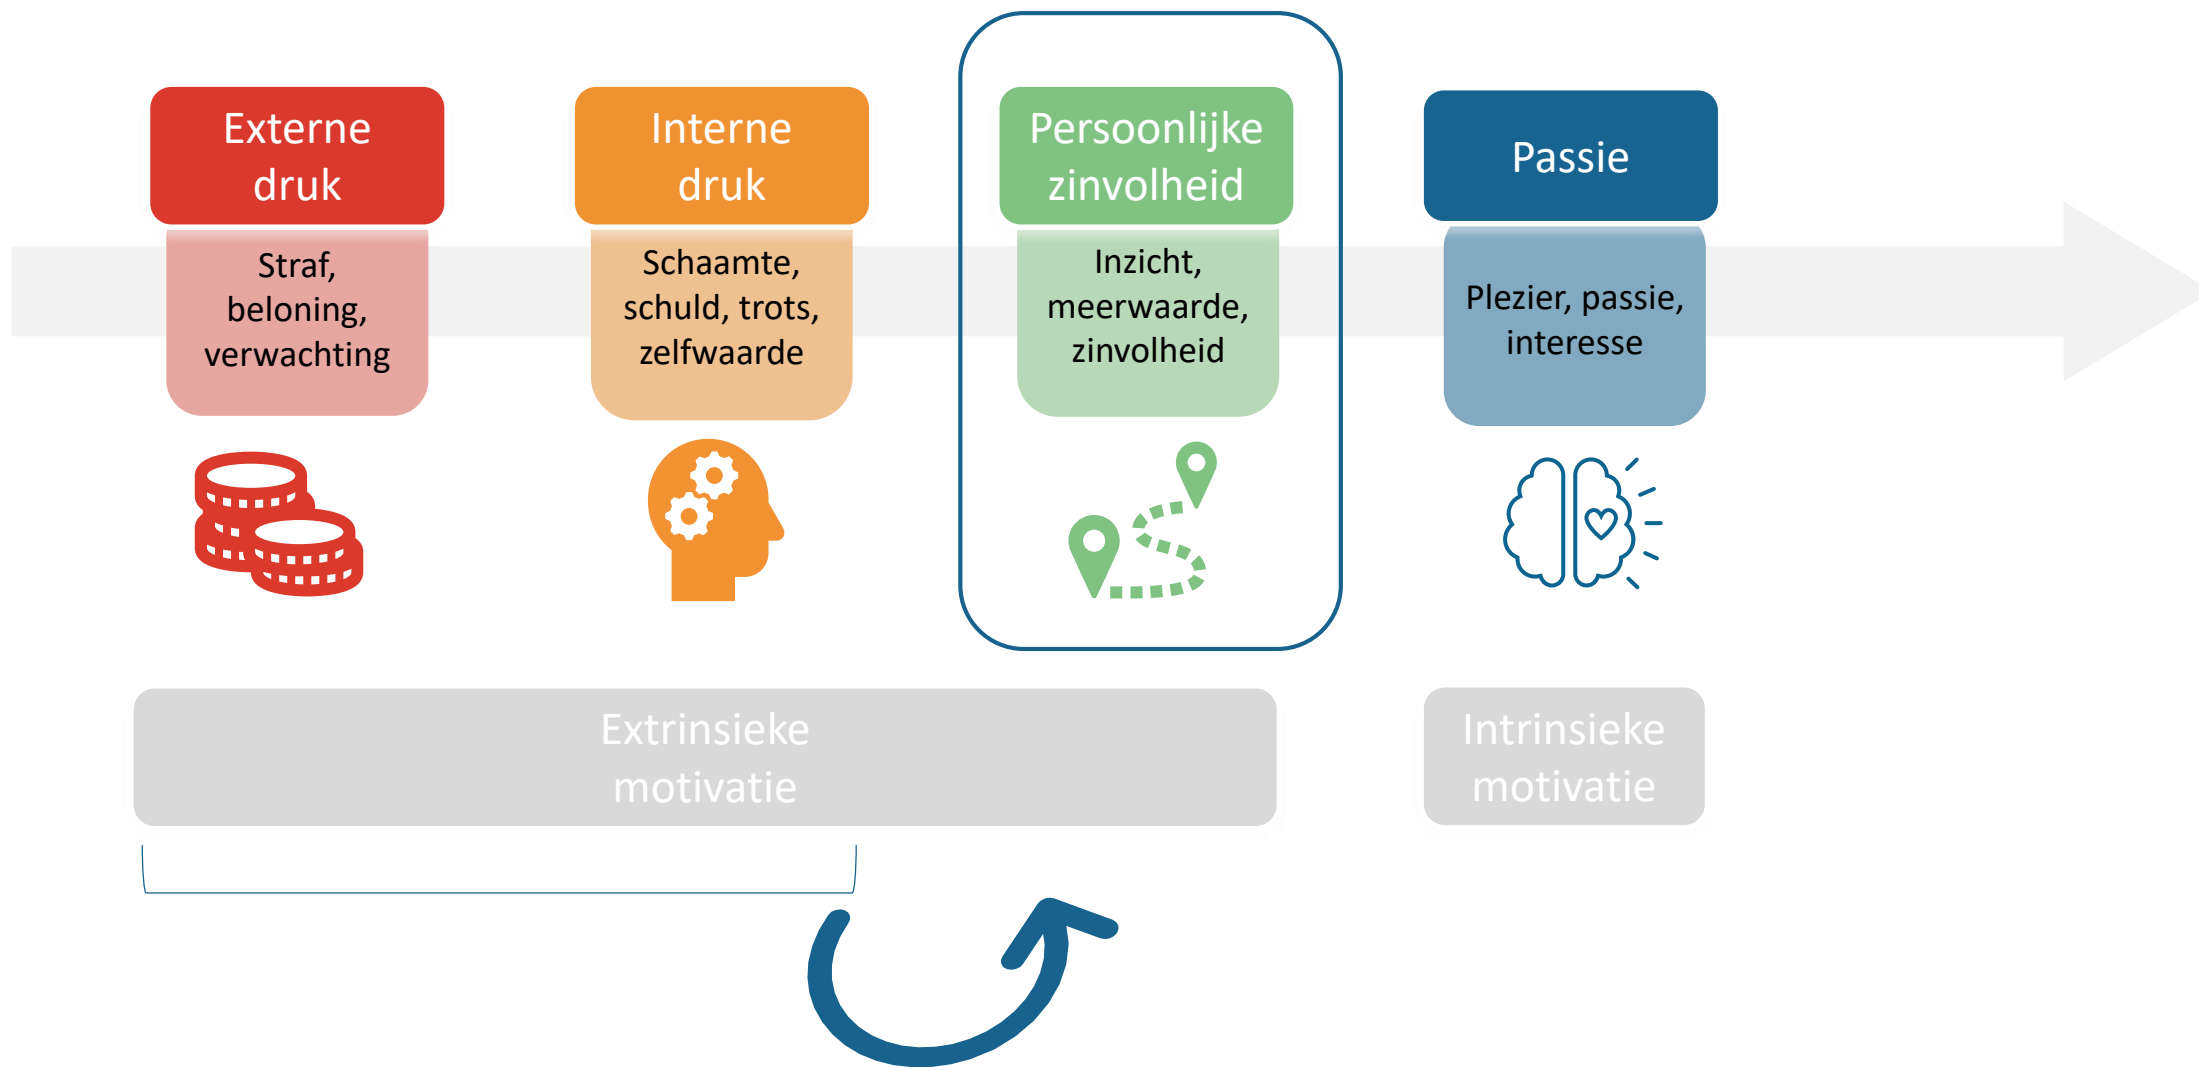 Externe
druk
Straf,
beloning,
verwachting
Interne
druk
Schaamte,
schuld, trots,
zelfwaarde
Persoonlijke
zinvolheid
Inzicht,
meerwaarde,
zinvolheid
Passie
Plezier, passie,
interesse
Extrinsieke
motivatie
Intrinsieke
motivatie